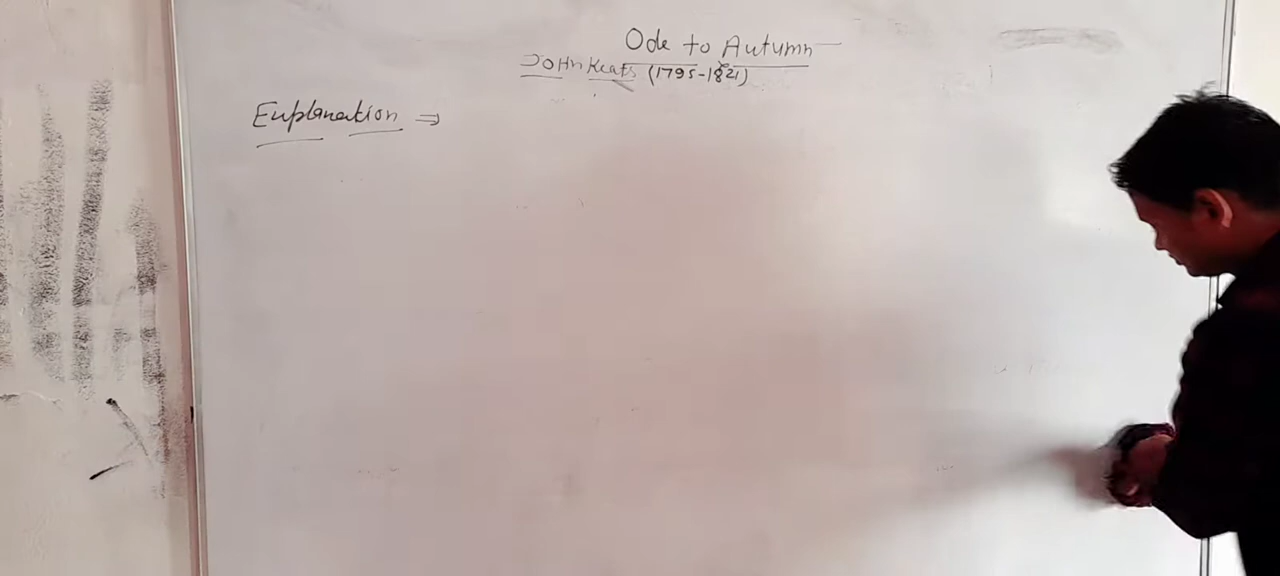 Ode to Autumn
John Keats (1795-1821)
Explanation ⇒